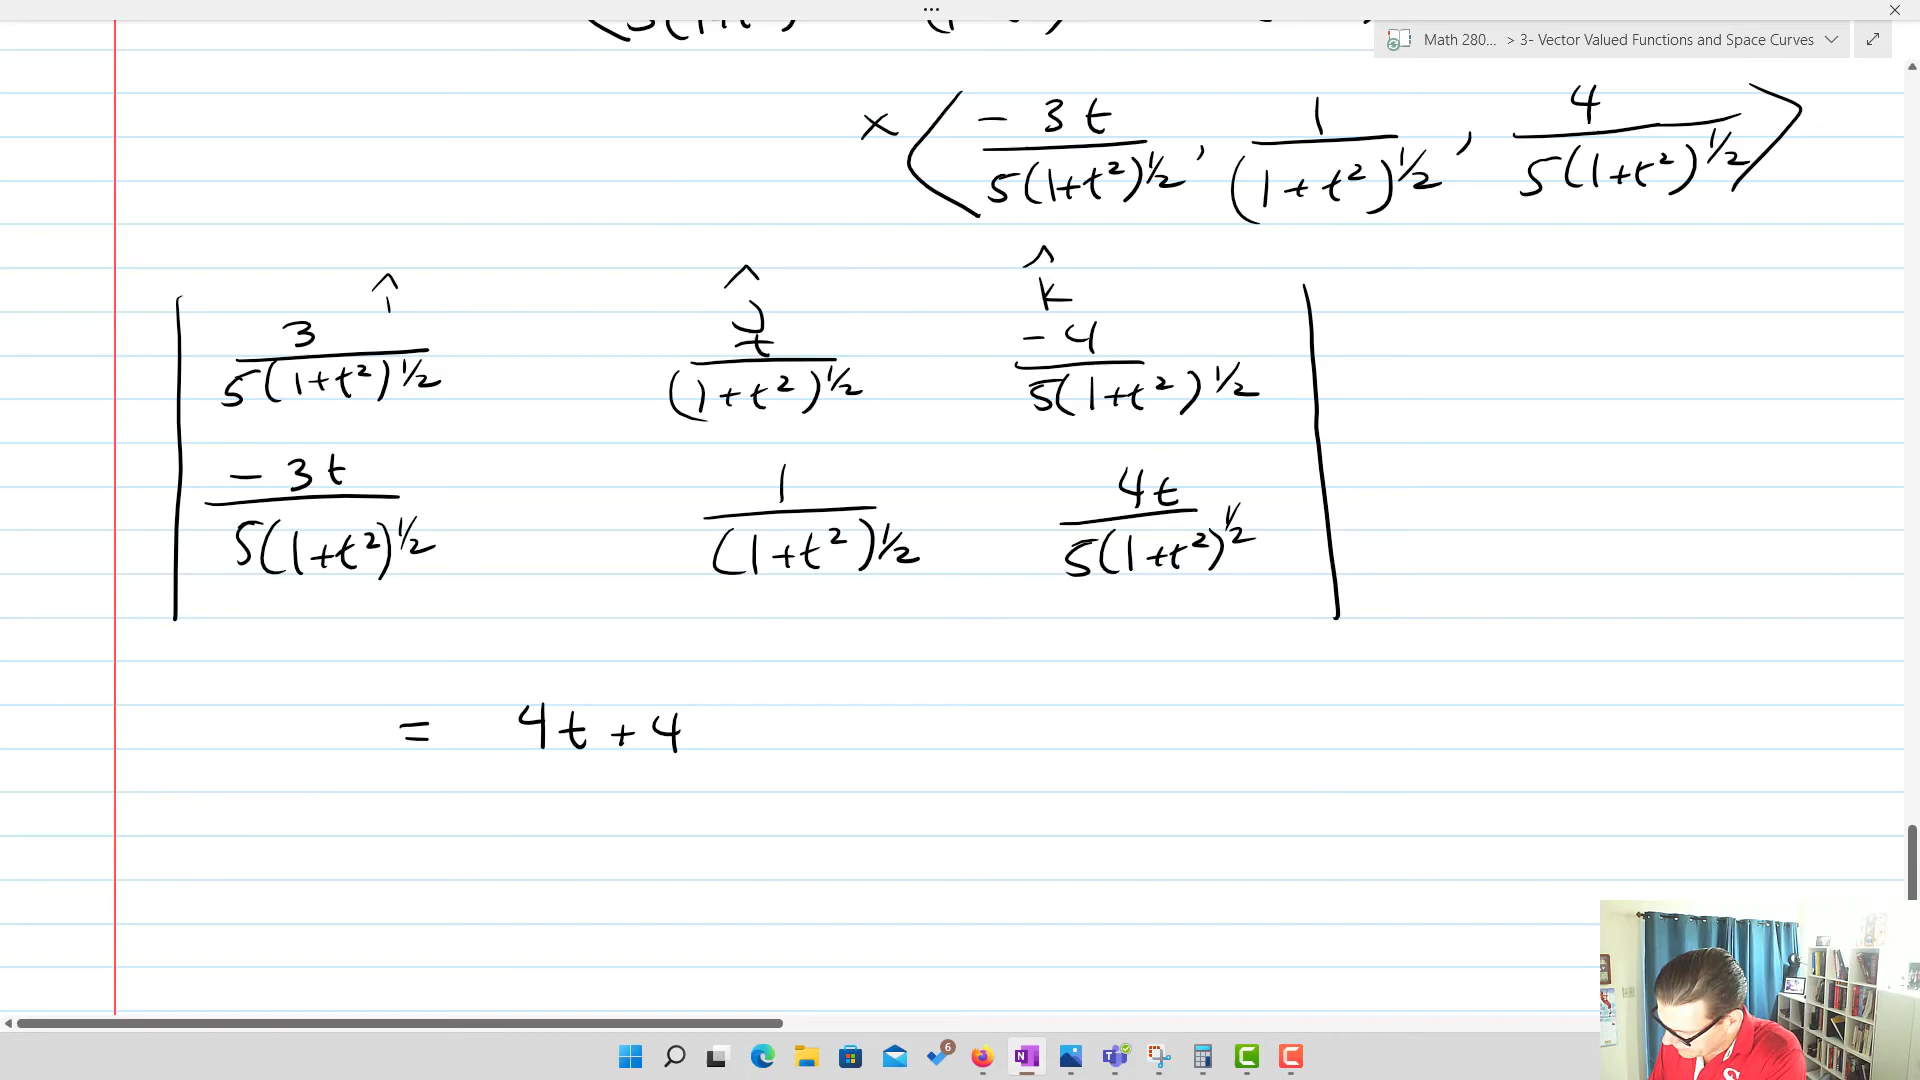 Math 280... > 3- Vector Valued Functions and Space Curves
× ⟨ -3t / 5(1+t²)^½ , 1 / (1+t²)^½ , 4 / 5(1+t²)^½ ⟩
î ĵ k̂
3 / 5(1+t²)^½ t / (1+t²)^½ -4 / 5(1+t²)^½
-3t / 5(1+t²)^½ 1 / (1+t²)^½ 4t / 5(1+t²)^½
= 4t + 4
6